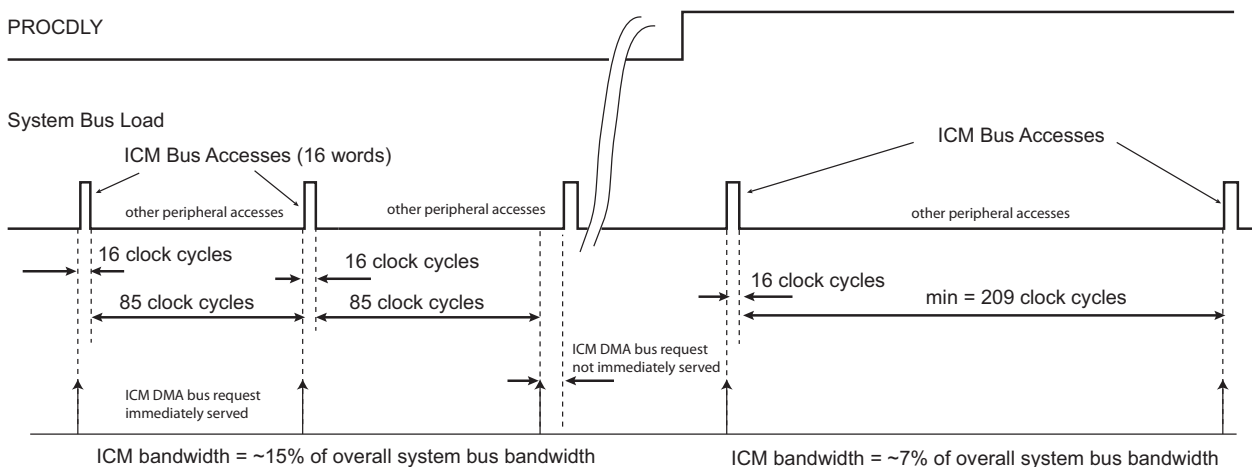 PROCDLY
System Bus Load
ICM Bus Accesses (16 words)
ICM Bus Accesses
other peripheral accesses
other peripheral accesses
other peripheral accesses
16 clock cycles
16 clock cycles
16 clock cycles
85 clock cycles
85 clock cycles
min = 209 clock cycles
ICM DMA bus request
not immediately served
ICM DMA bus request
immediately served
ICM bandwidth = ~15% of overall system bus bandwidth
ICM bandwidth = ~7% of overall system bus bandwidth